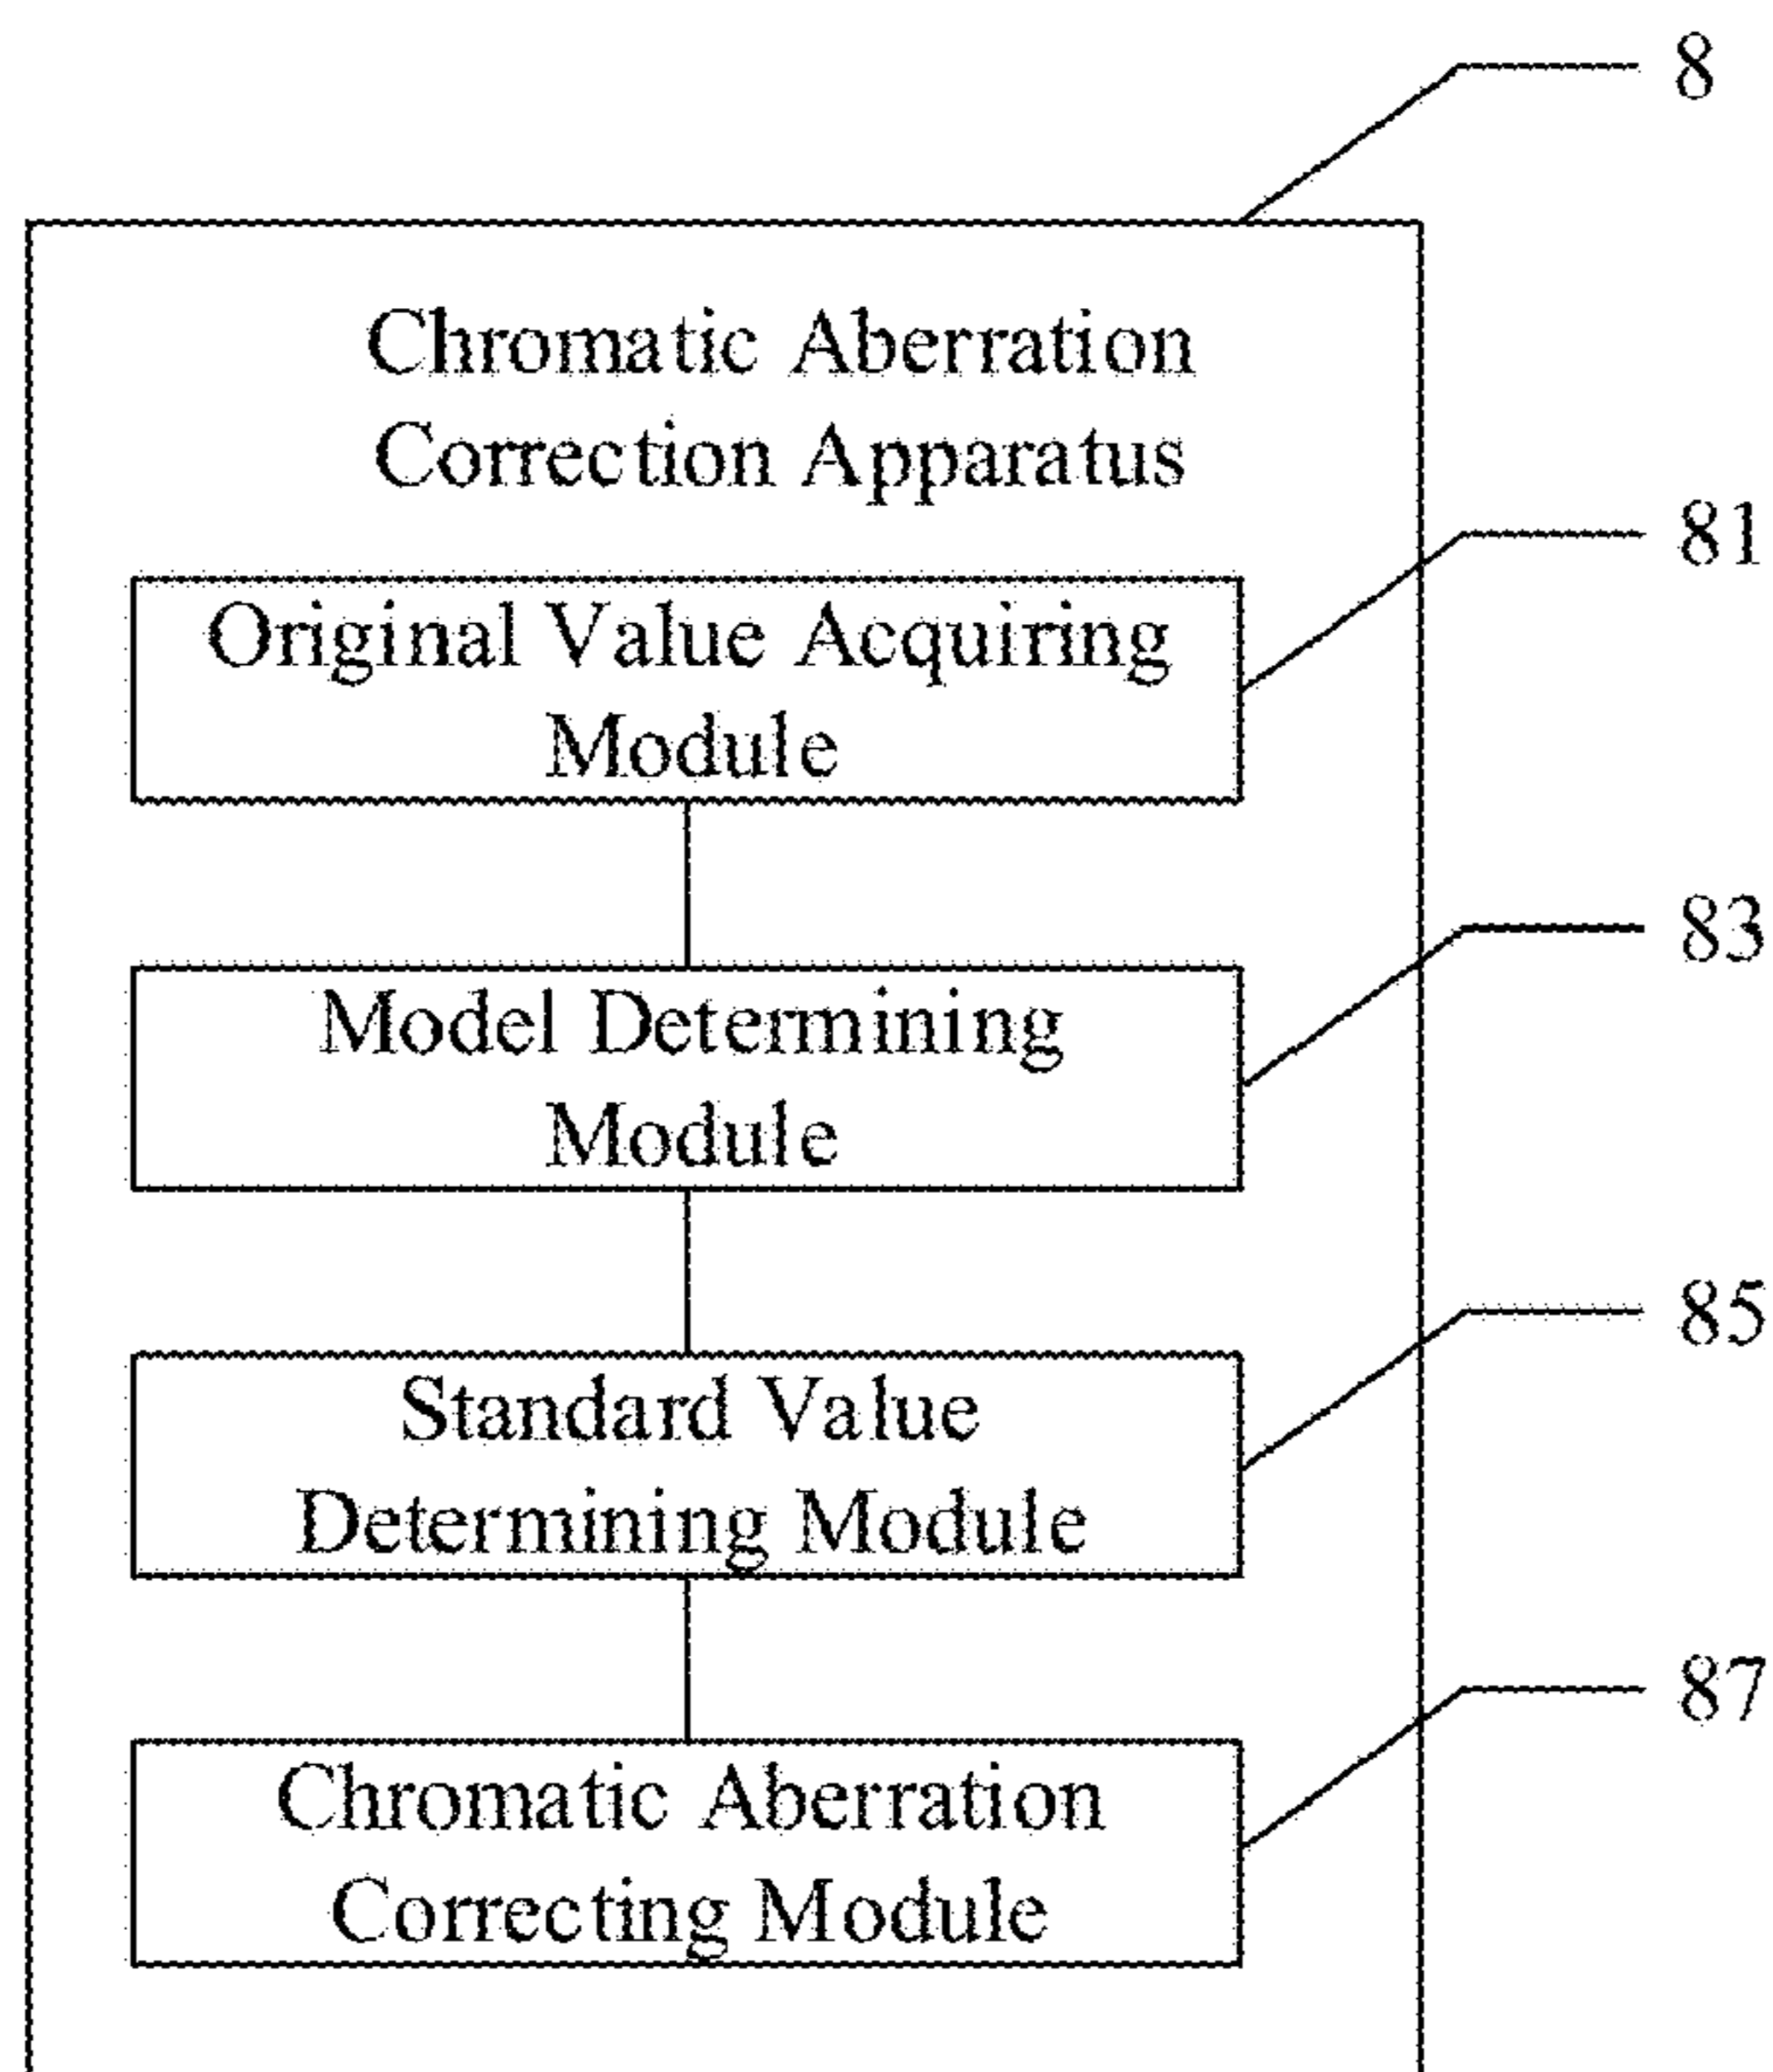 8
Chromatic Aberration
Correction Apparatus
81
Original Value Acquiring
Module
83
Model Determining
Module
85
Standard Value
Determining Module
87
Chromatic Aberration
Correcting Module